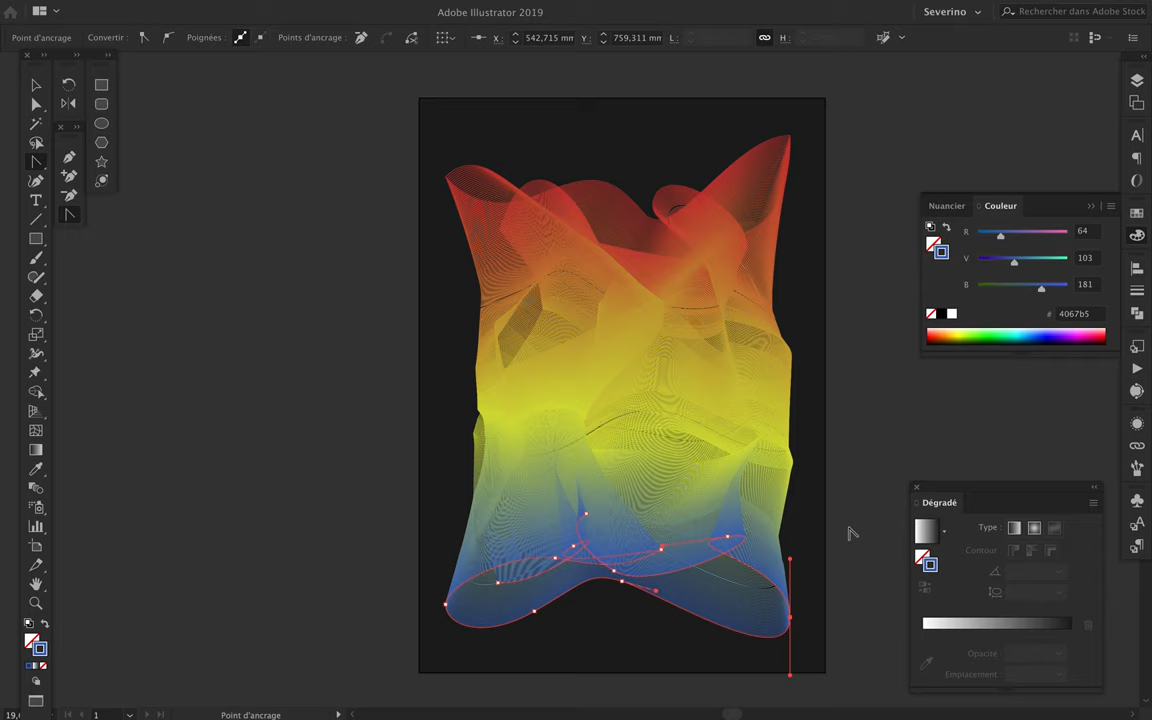 Adobe Illustrator 2019
Severino
Rechercher dans Adobe Stock
Point d'ancrage
Convertir :
Poignées :
Points d'ancrage :
X :
542,715 mm
Y :
759,311 mm
L :
H :
Nuancier
Couleur
R
64
V
103
B
181
#
4067b5
Dégradé
Type :
Contour :
Opacité :
Emplacement :
19,
1
Point d'ancrage